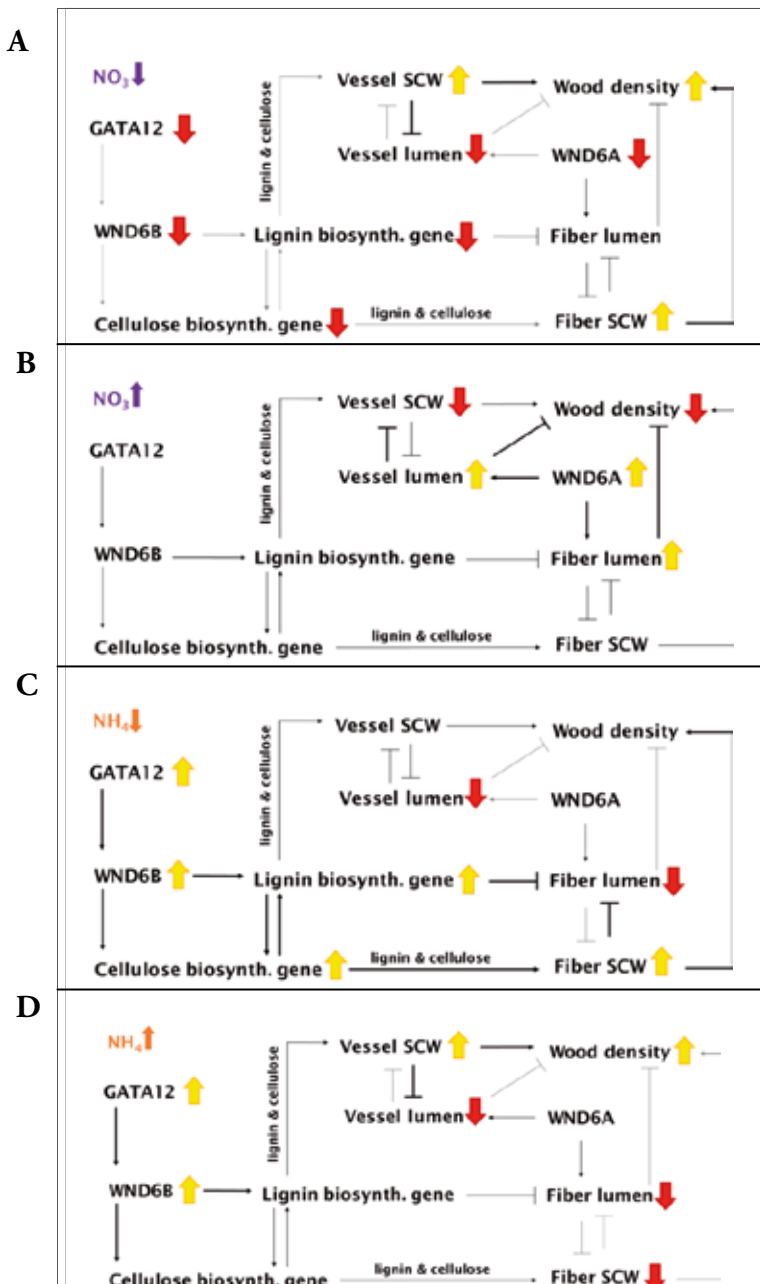 A
NO₃
Vessel SCW
Wood density
GATA12
lignin & cellulose
Vessel lumen
WND6A
WND6B
Lignin biosynth. gene
Fiber lumen
Cellulose biosynth. gene
lignin & cellulose
Fiber SCW
B
NO₃
Vessel SCW
Wood density
GATA12
lignin & cellulose
Vessel lumen
WND6A
WND6B
Lignin biosynth. gene
Fiber lumen
Cellulose biosynth. gene
lignin & cellulose
Fiber SCW
C
NH₄
Vessel SCW
Wood density
GATA12
lignin & cellulose
Vessel lumen
WND6A
WND6B
Lignin biosynth. gene
Fiber lumen
Cellulose biosynth. gene
lignin & cellulose
Fiber SCW
D
NH₄
Vessel SCW
Wood density
GATA12
lignin & cellulose
Vessel lumen
WND6A
WND6B
Lignin biosynth. gene
Fiber lumen
Cellulose biosynth. gene
lignin & cellulose
Fiber SCW